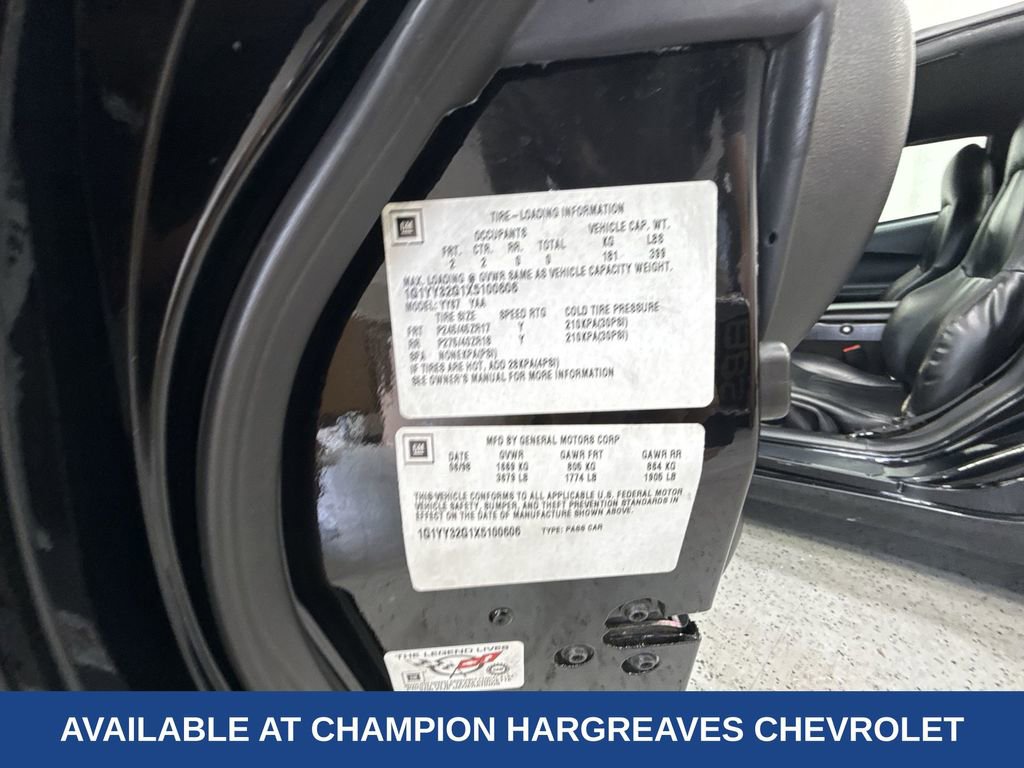 GM TIRE-LOADING INFORMATION
OCCUPANTS VEHICLE CAP. WT.
FRT. CTR. RR. TOTAL KG LBS
2 2 0 0 181 399
MAX. LOADING @ GVWR SAME AS VEHICLE CAPACITY WEIGHT.
1G1YY32G1X5100606
MODEL: YY67 YAA
TIRE SIZE SPEED RTG COLD TIRE PRESSURE
FRT P245/45ZR17 Y 210KPA(30PSI)
RR P275/40ZR18 Y 210KPA(30PSI)
SPA NONEKPA(PSI)
IF TIRES ARE HOT, ADD 28KPA(4PSI)
SEE OWNER'S MANUAL FOR MORE INFORMATION
GM MFD BY GENERAL MOTORS CORP
DATE GVWR GAWR FRT GAWR RR
1669 KG 805 KG 864 KG
3679 LB 1774 LB 1905 LB
THIS VEHICLE CONFORMS TO ALL APPLICABLE U.S. FEDERAL MOTOR
VEHICLE SAFETY, BUMPER, AND THEFT PREVENTION STANDARDS IN
EFFECT ON THE DATE OF MANUFACTURE SHOWN ABOVE.
1G1YY32G1X5100606 TYPE: PASS CAR
THE LEGEND LIVES
AVAILABLE AT CHAMPION HARGREAVES CHEVROLET